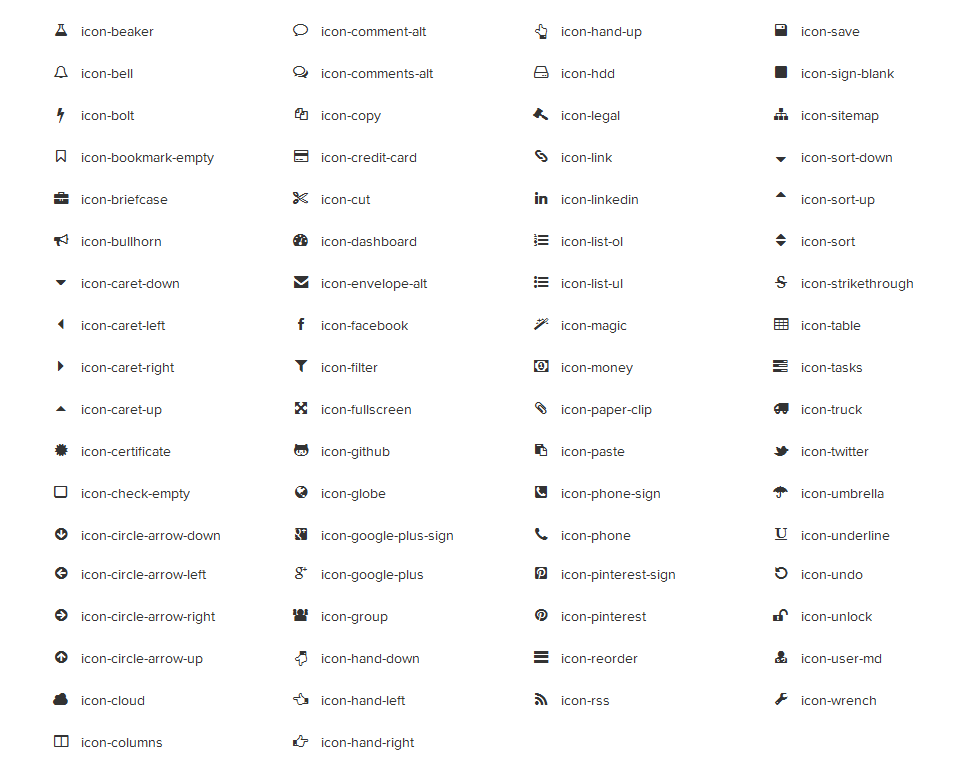 icon-beaker
icon-bell
icon-bolt
icon-bookmark-empty
icon-briefcase
icon-bullhorn
icon-caret-down
icon-caret-left
icon-caret-right
icon-caret-up
icon-certificate
icon-check-empty
icon-circle-arrow-down
icon-circle-arrow-left
icon-circle-arrow-right
icon-circle-arrow-up
icon-cloud
icon-columns
icon-comment-alt
icon-comments-alt
icon-copy
icon-credit-card
icon-cut
icon-dashboard
icon-envelope-alt
icon-facebook
icon-filter
icon-fullscreen
icon-github
icon-globe
icon-google-plus-sign
icon-google-plus
icon-group
icon-hand-down
icon-hand-left
icon-hand-right
icon-hand-up
icon-hdd
icon-legal
icon-link
icon-linkedin
icon-list-ol
icon-list-ul
icon-magic
icon-money
icon-paper-clip
icon-paste
icon-phone-sign
icon-phone
icon-pinterest-sign
icon-pinterest
icon-reorder
icon-rss
icon-save
icon-sign-blank
icon-sitemap
icon-sort-down
icon-sort-up
icon-sort
icon-strikethrough
icon-table
icon-tasks
icon-truck
icon-twitter
icon-umbrella
icon-underline
icon-undo
icon-unlock
icon-user-md
icon-wrench